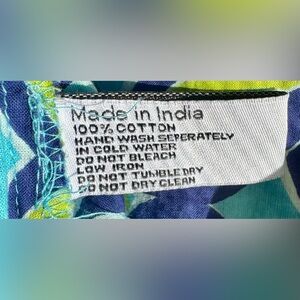 Made in India
100% COTTON
HAND WASH SEPERATELY
IN COLD WATER
DO NOT BLEACH
LOW IRON
DO NOT TUMBLE DRY
DO NOT DRY CLEAN